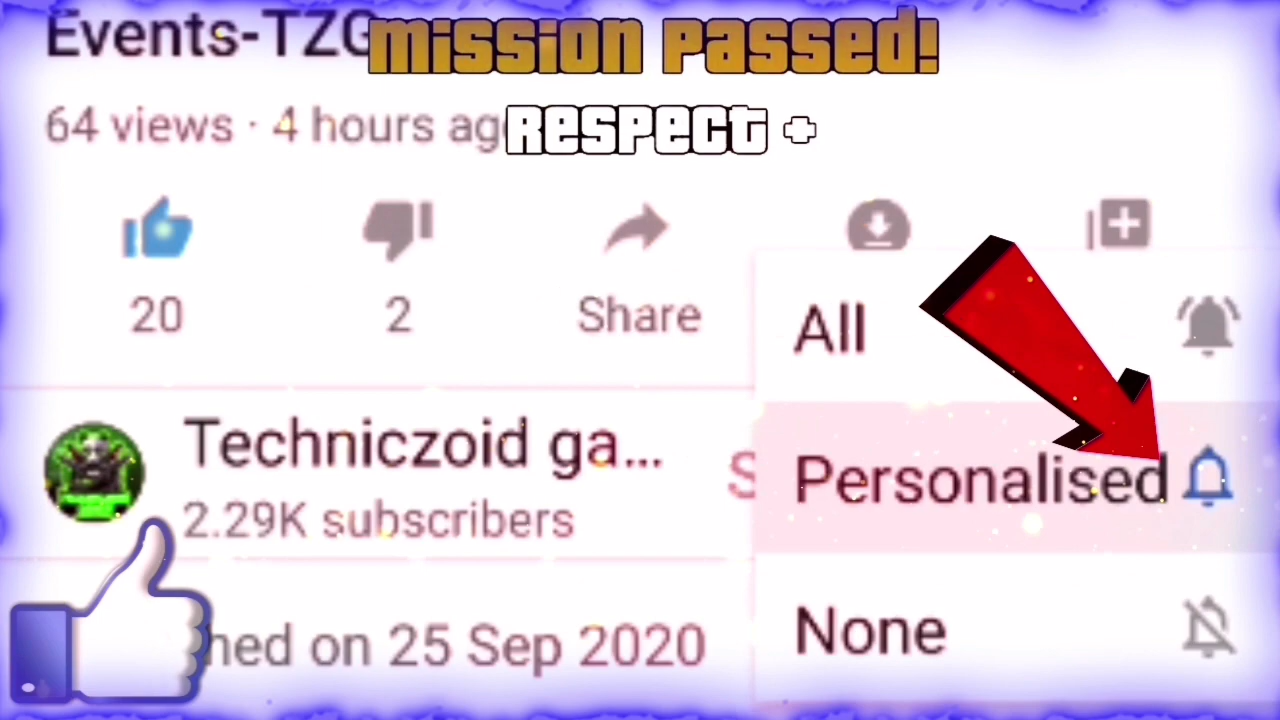 Events-TZG
mission passed!
64 views · 4 hours ago
RESPECT +
20
2
Share
All
Techniczoid ga...
2.29K subscribers
S
Personalised
hed on 25 Sep 2020
None